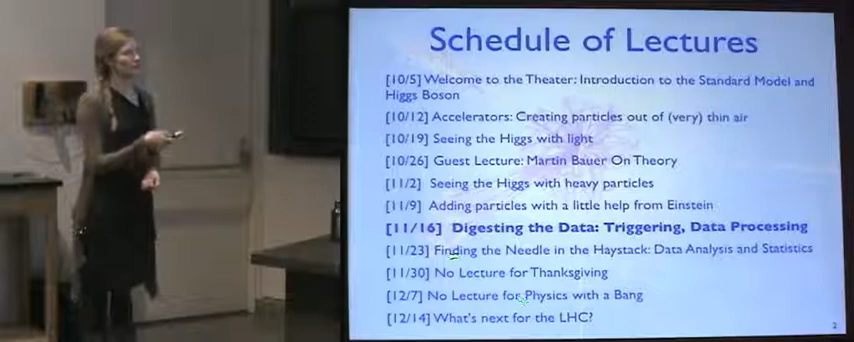 Schedule of Lectures
[10/5] Welcome to the Theater: Introduction to the Standard Model and
Higgs Boson
[10/12] Accelerators: Creating particles out of (very) thin air
[10/19] Seeing the Higgs with light
[10/26] Guest Lecture: Martin Bauer On Theory
[11/2] Seeing the Higgs with heavy particles
[11/9] Adding particles with a little help from Einstein
[11/16] Digesting the Data: Triggering, Data Processing
[11/23] Finding the Needle in the Haystack: Data Analysis and Statistics
[11/30] No Lecture for Thanksgiving
[12/7] No Lecture for Physics with a Bang
[12/14] What's next for the LHC?
2